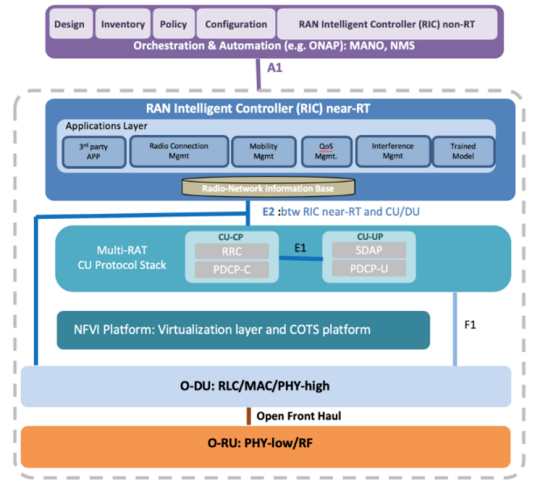 Design Inventory Policy Configuration RAN Intelligent Controller (RIC) non-RT
Orchestration & Automation (e.g. ONAP): MANO, NMS
A1
RAN Intelligent Controller (RIC) near-RT
Applications Layer
3rd party APP
Radio Connection Mgmt
Mobility Mgmt
QoS Mgmt.
Interference Mgmt
Trained Model
Radio-Network Information Base
E2 :btw RIC near-RT and CU/DU
Multi-RAT
CU Protocol Stack
CU-CP
RRC
PDCP-C
E1
CU-UP
SDAP
PDCP-U
NFVI Platform: Virtualization layer and COTS platform
F1
O-DU: RLC/MAC/PHY-high
Open Front Haul
O-RU: PHY-low/RF